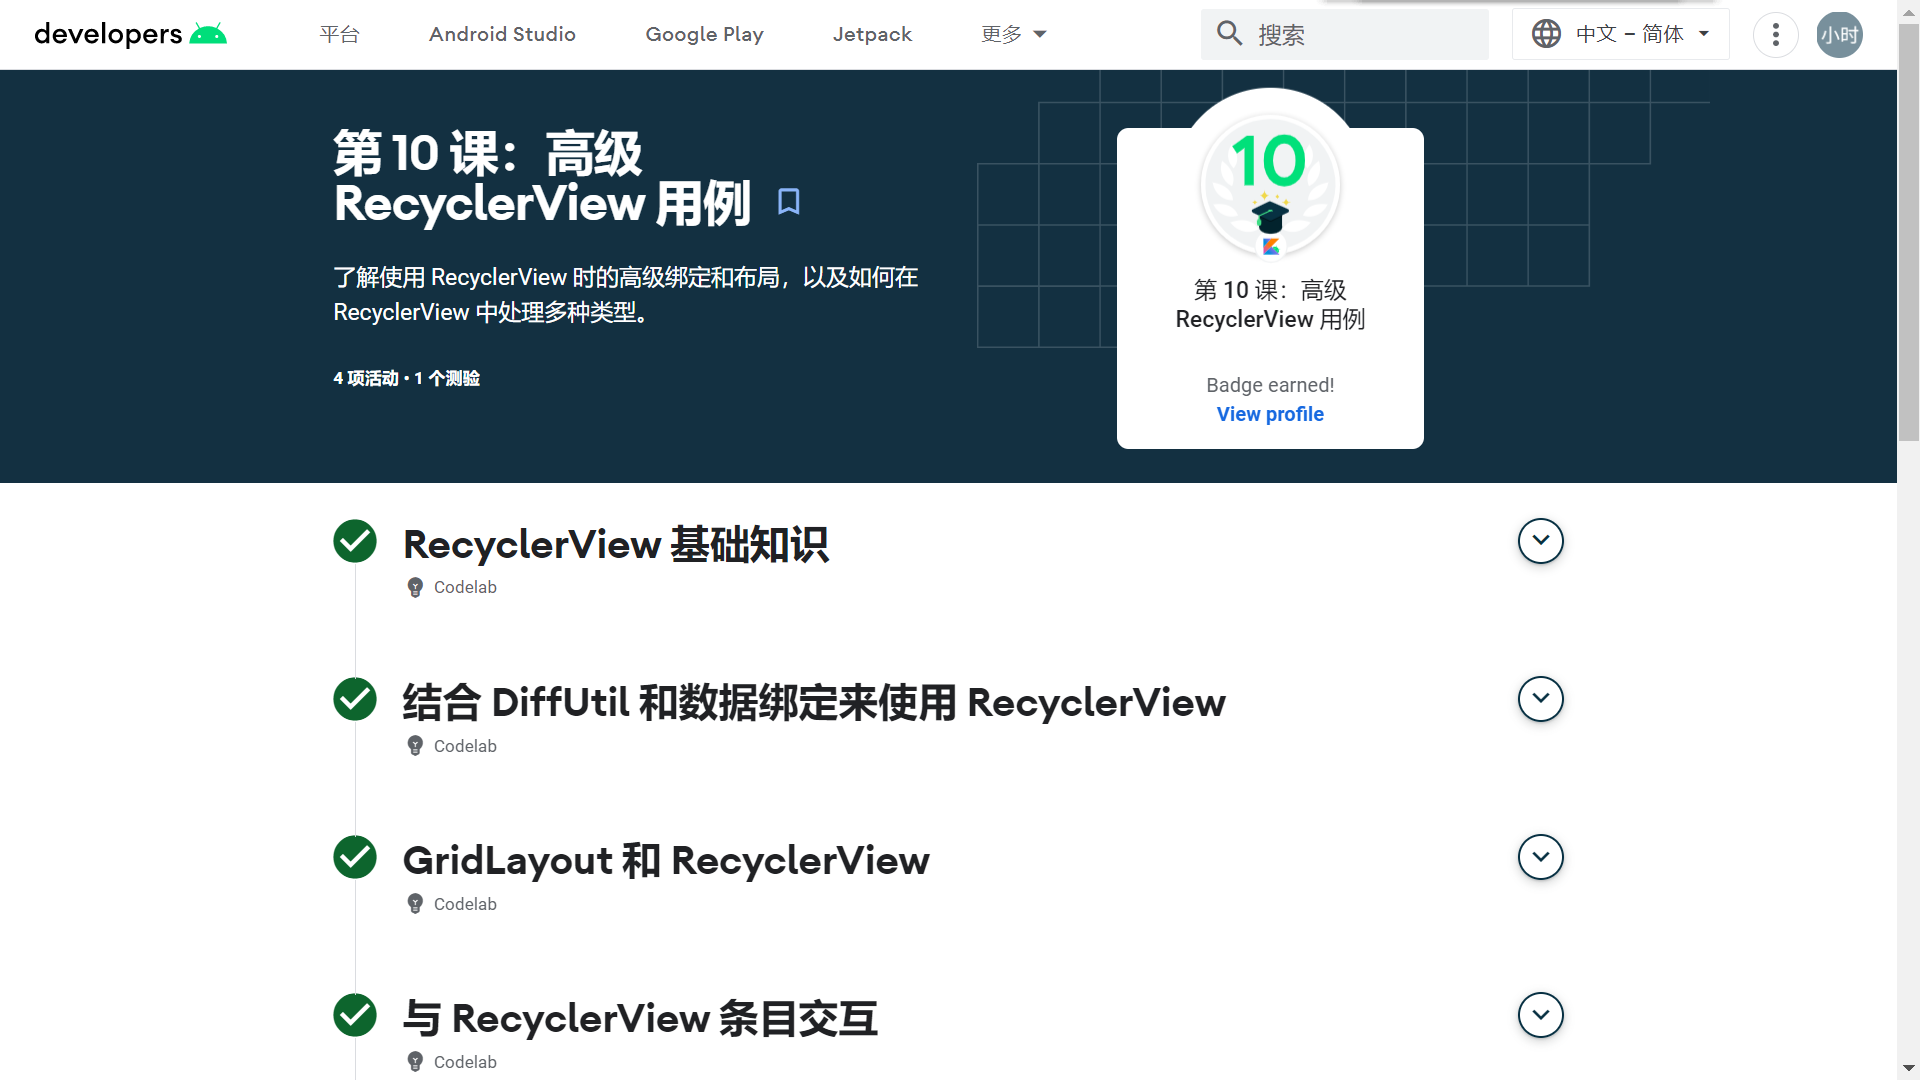 developers
平台
Android Studio
Google Play
Jetpack
更多
搜索
中文 – 简体
小时
第 10 课：高级
RecyclerView 用例
了解使用 RecyclerView 时的高级绑定和布局，以及如何在
RecyclerView 中处理多种类型。
4 项活动 • 1 个测验
10
第 10 课：高级
RecyclerView 用例
Badge earned!
View profile
RecyclerView 基础知识
Codelab
结合 DiffUtil 和数据绑定来使用 RecyclerView
Codelab
GridLayout 和 RecyclerView
Codelab
与 RecyclerView 条目交互
Codelab